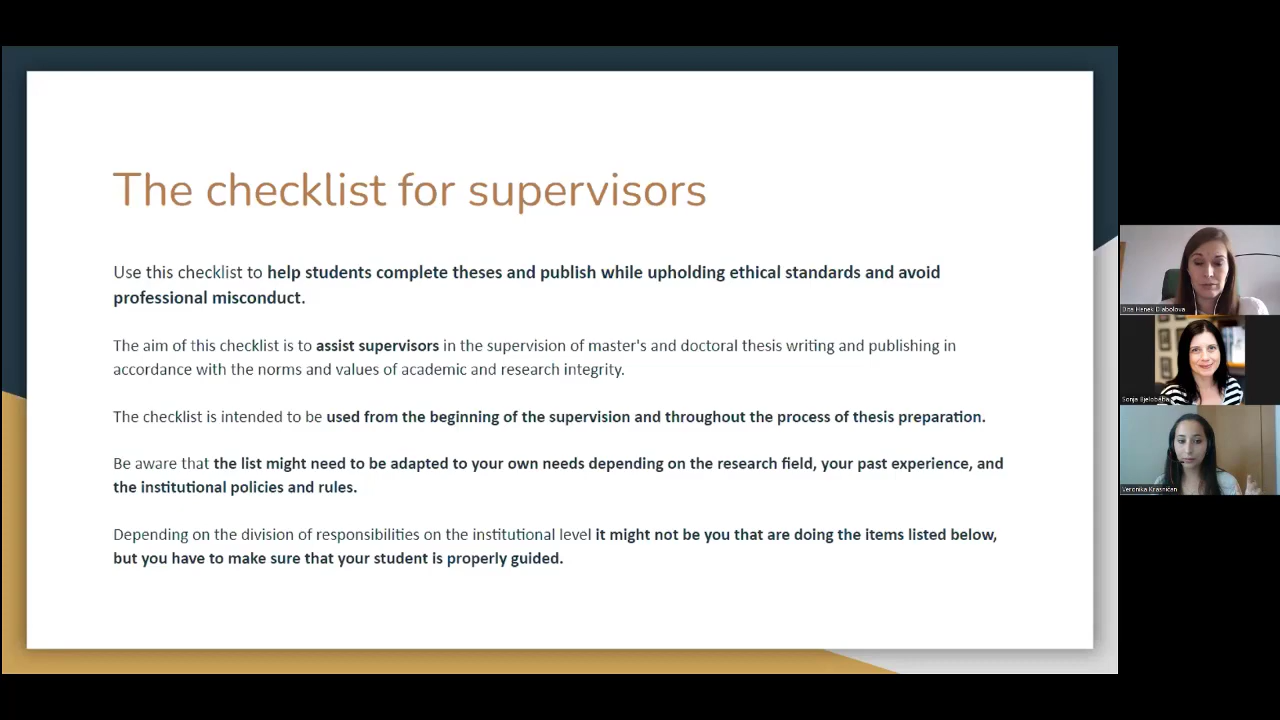 The checklist for supervisors
Use this checklist to help students complete theses and publish while upholding ethical standards and avoid
professional misconduct.
The aim of this checklist is to assist supervisors in the supervision of master's and doctoral thesis writing and publishing in
accordance with the norms and values of academic and research integrity.
The checklist is intended to be used from the beginning of the supervision and throughout the process of thesis preparation.
Be aware that the list might need to be adapted to your own needs depending on the research field, your past experience, and
the institutional policies and rules.
Depending on the division of responsibilities on the institutional level it might not be you that are doing the items listed below,
but you have to make sure that your student is properly guided.
Dita Henek Dlabolova
Sonja Bjelobaba
Veronika Krásničan